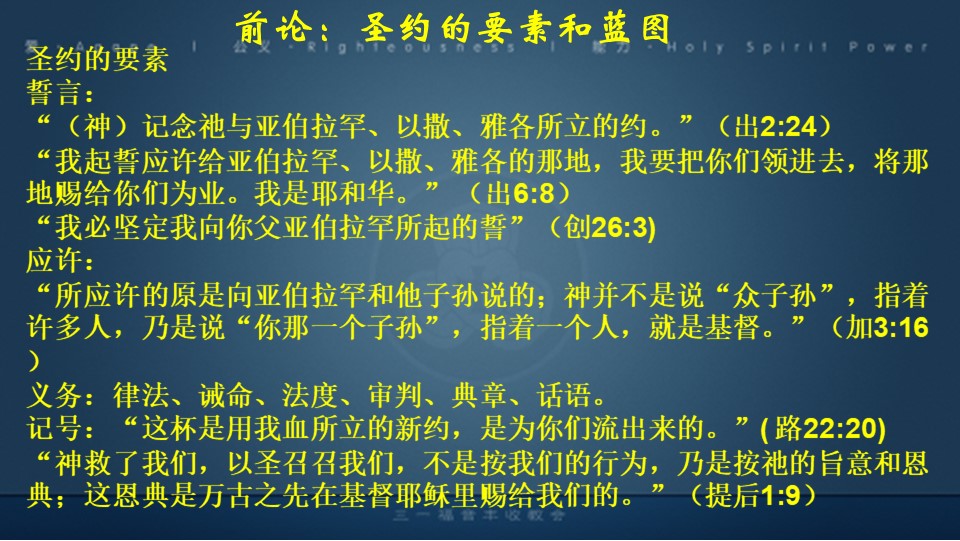 前论：圣约的要素和蓝图
公义·Righteousness | 能力·Holy Spirit Power
圣约的要素
誓言：
“（神）记念祂与亚伯拉罕、以撒、雅各所立的约。”（出2:24）
“我起誓应许给亚伯拉罕、以撒、雅各的那地，我要把你们领进去，将那
地赐给你们为业。我是耶和华。” （出6:8）
“我必坚定我向你父亚伯拉罕所起的誓”（创26:3)
应许：
“所应许的原是向亚伯拉罕和他子孙说的；神并不是说“众子孙”，指着
许多人，乃是说“你那一个子孙”，指着一个人，就是基督。”（加3:16
）
义务：律法、诫命、法度、审判、典章、话语。
记号：“这杯是用我血所立的新约，是为你们流出来的。”( 路22:20)
“神救了我们，以圣召召我们，不是按我们的行为，乃是按祂的旨意和恩
典；这恩典是万古之先在基督耶稣里赐给我们的。” （提后1:9）
三一福音丰收教会